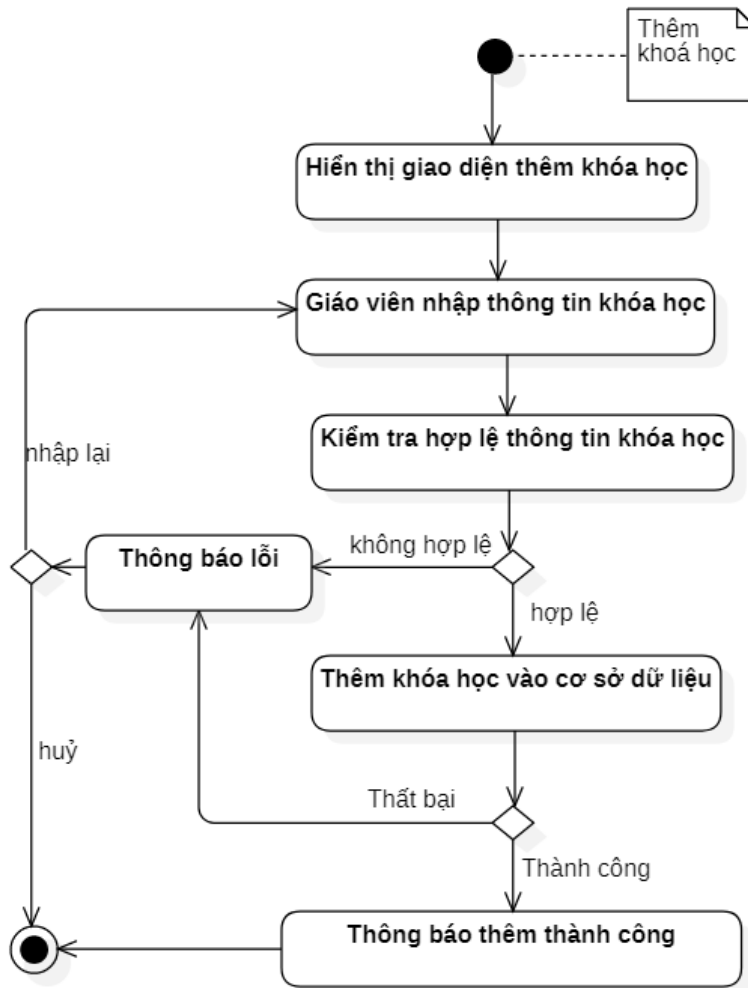 Thêm
khoá học
Hiển thị giao diện thêm khóa học
Giáo viên nhập thông tin khóa học
Kiểm tra hợp lệ thông tin khóa học
nhập lại
không hợp lệ
Thông báo lỗi
hợp lệ
Thêm khóa học vào cơ sở dữ liệu
huỷ
Thất bại
Thành công
Thông báo thêm thành công